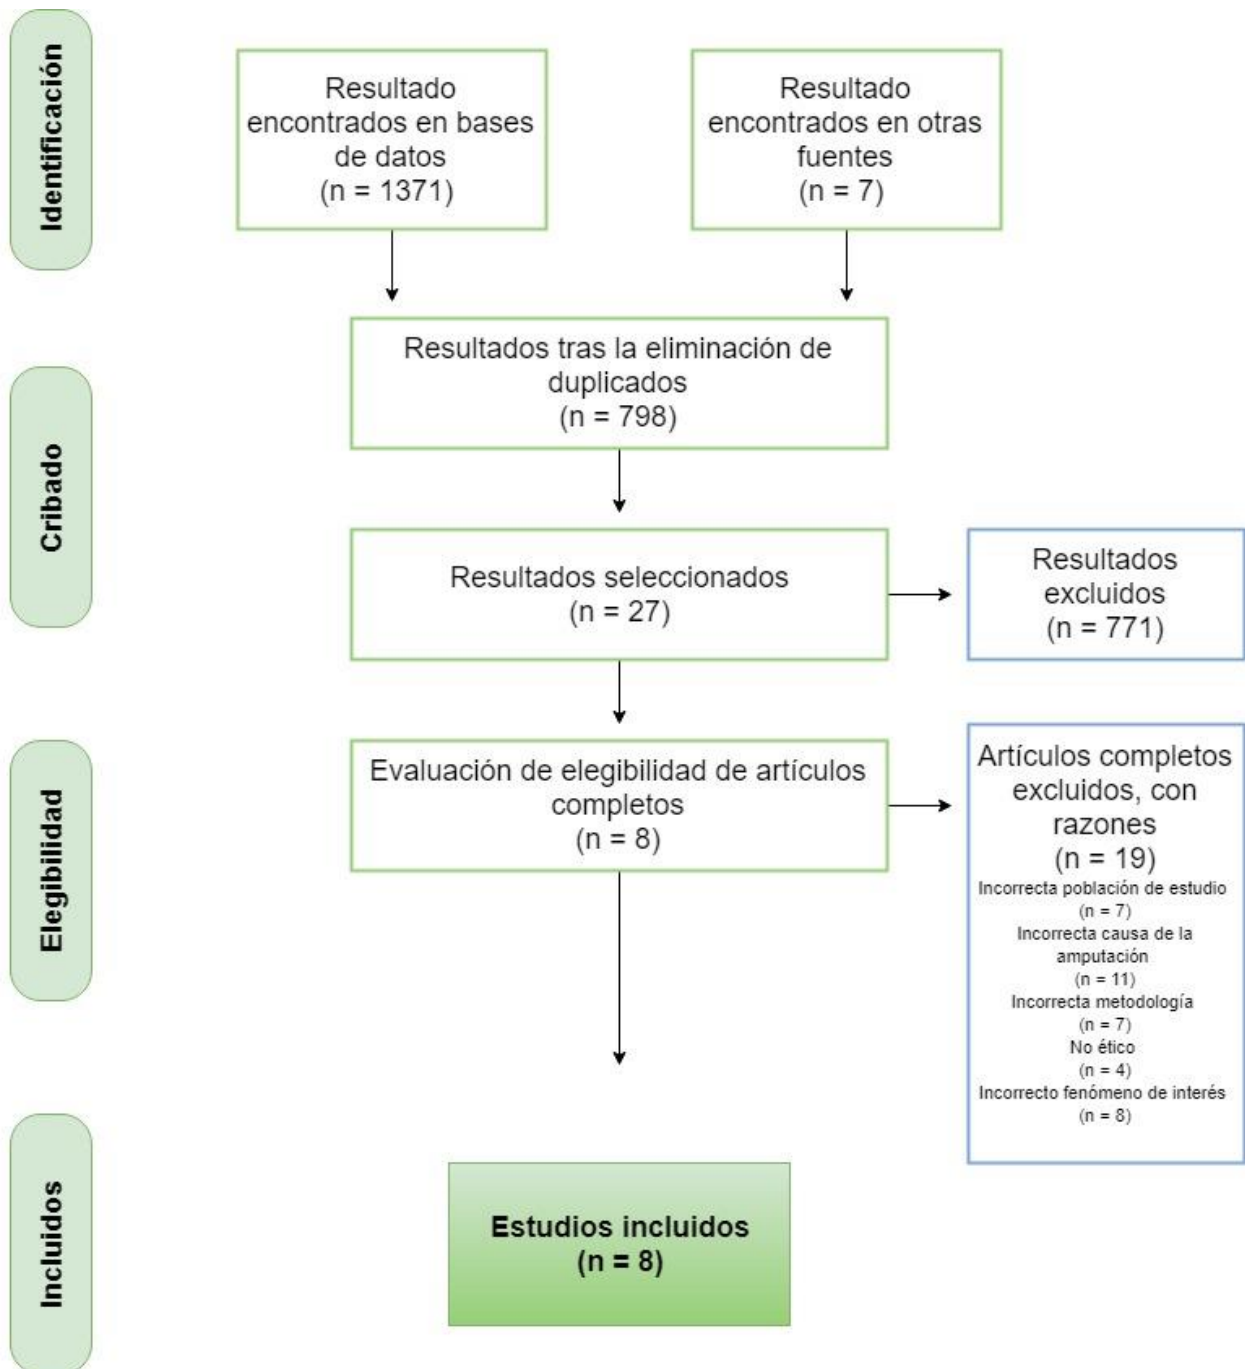 Identificación
Resultado
encontrados en bases
de datos
(n = 1371)
Resultado
encontrados en otras
fuentes
(n = 7)
Resultados tras la eliminación de
duplicados
(n = 798)
Cribado
Resultados seleccionados
(n = 27)
Resultados
excluidos
(n = 771)
Elegibilidad
Evaluación de elegibilidad de artículos
completos
(n = 8)
Artículos completos
excluidos, con
razones
(n = 19)
Incorrecta población de estudio
(n = 7)
Incorrecta causa de la
amputación
(n = 11)
Incorrecta metodología
(n = 7)
No ético
(n = 4)
Incorrecto fenómeno de interés
(n = 8)
Incluidos
Estudios incluidos
(n = 8)